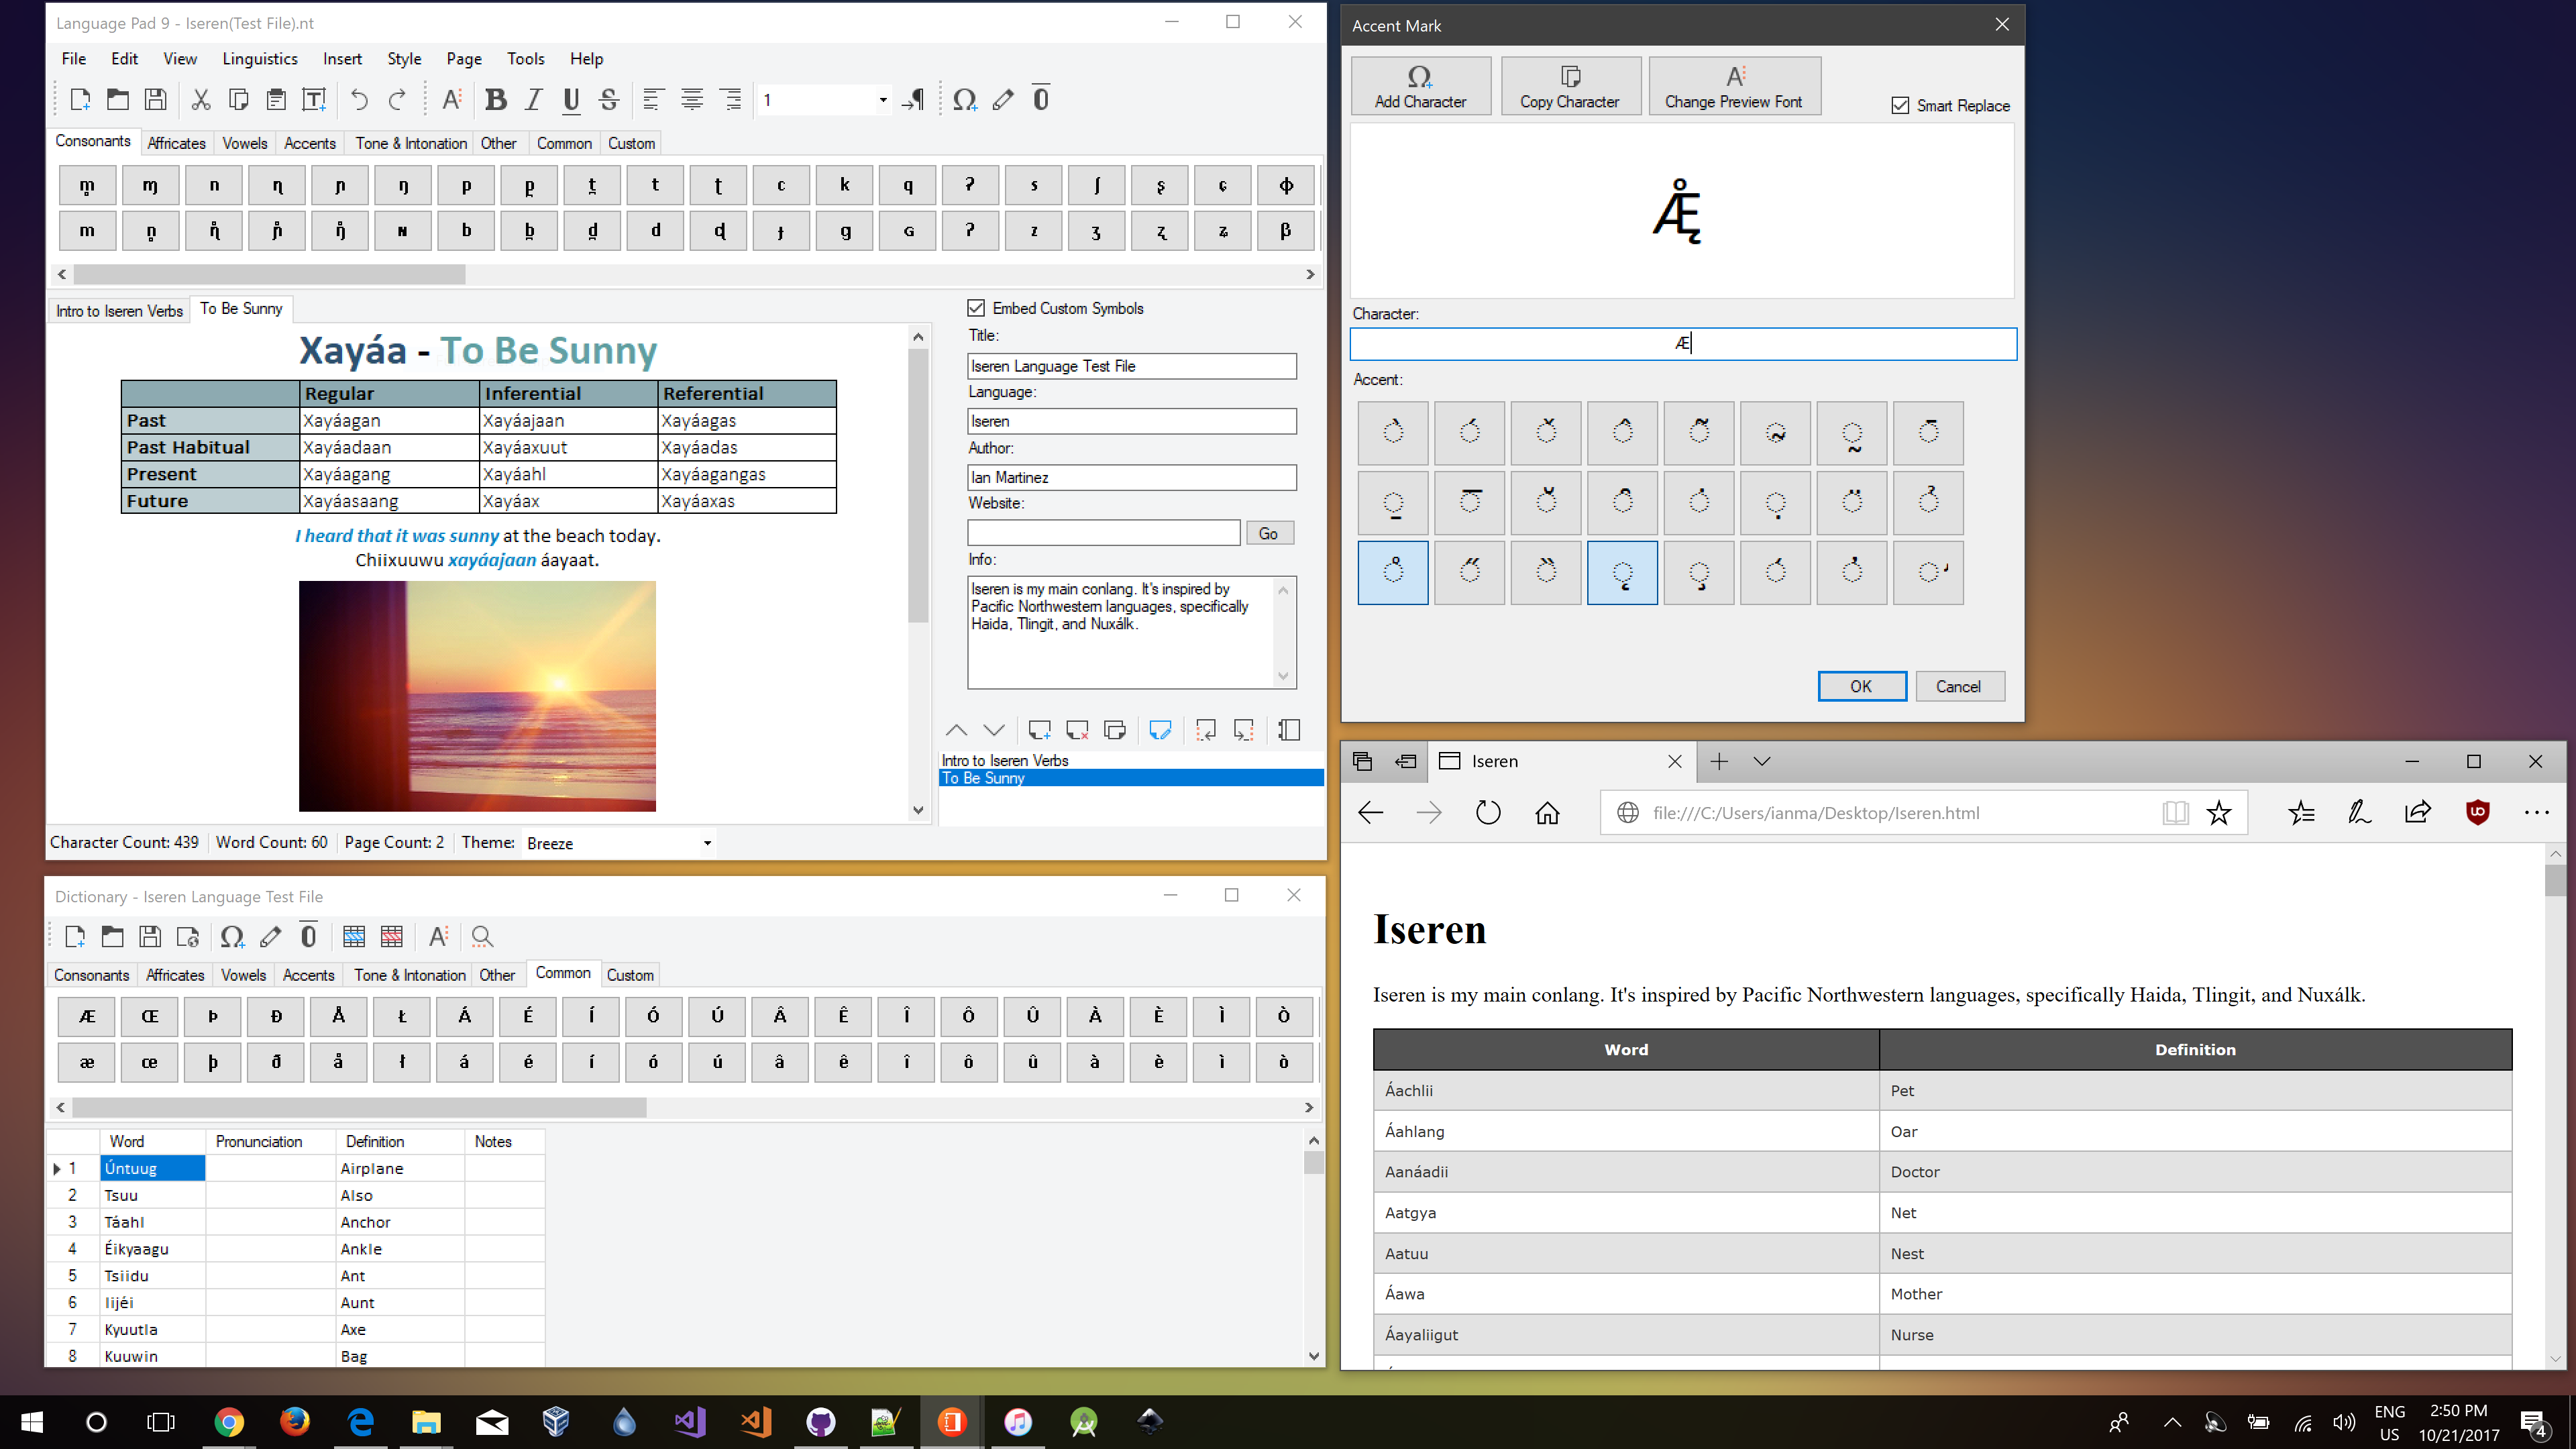 Language Pad 9 - Iseren(Test File).nt
File Edit View Linguistics Insert Style Page Tools Help
1
Consonants Affricates Vowels Accents Tone & Intonation Other Common Custom
m̥ ɱ n ɳ ɲ ŋ p p̪ t̪ t ʈ c k q ʔ s ʃ ʂ ɕ ɸ
m n̥ ɳ̊ ɲ̊ ŋ̊ ɴ b b̪ d̪ d ɖ ɟ ɡ ɢ ʔ z ʒ ʐ ʑ β
Intro to Iseren Verbs To Be Sunny
Xayáa - To Be Sunny
Regular Inferential Referential
Past Xayáagan Xayáajaan Xayáagas
Past Habitual Xayáadaan Xayáaxuut Xayáadas
Present Xayáagang Xayáahl Xayáagangas
Future Xayáasaang Xayáax Xayáaxas
I heard that it was sunny at the beach today.
Chiixuuwu xayáajaan áayaat.
Embed Custom Symbols
Title:
Iseren Language Test File
Language:
Iseren
Author:
Ian Martinez
Website:
Go
Info:
Iseren is my main conlang. It's inspired by
Pacific Northwestern languages, specifically
Haida, Tlingit, and Nuxálk.
Intro to Iseren Verbs
To Be Sunny
Character Count: 439 Word Count: 60 Page Count: 2 Theme: Breeze
Accent Mark
Add Character Copy Character Change Preview Font Smart Replace
Æ̨̊
Character:
Æ
Accent:
OK Cancel
Dictionary - Iseren Language Test File
Consonants Affricates Vowels Accents Tone & Intonation Other Common Custom
Æ Œ Þ Ð Å Ł Á É Í Ó Ú Â Ê Î Ô Û À È Ì Ò
æ œ þ ð å ł á é í ó ú â ê î ô û à è ì ò
Word Pronunciation Definition Notes
1 Úntuug Airplane
2 Tsuu Also
3 Táahl Anchor
4 Éikyaagu Ankle
5 Tsiidu Ant
6 Iijéi Aunt
7 Kyuutla Axe
8 Kuuwin Bag
Iseren
file:///C:/Users/ianma/Desktop/Iseren.html
Iseren
Iseren is my main conlang. It's inspired by Pacific Northwestern languages, specifically Haida, Tlingit, and Nuxálk.
Word Definition
Áachlii Pet
Áahlang Oar
Aanáadii Doctor
Aatgya Net
Aatuu Nest
Áawa Mother
Áayaliigut Nurse
ENG
US
2:50 PM
10/21/2017
4